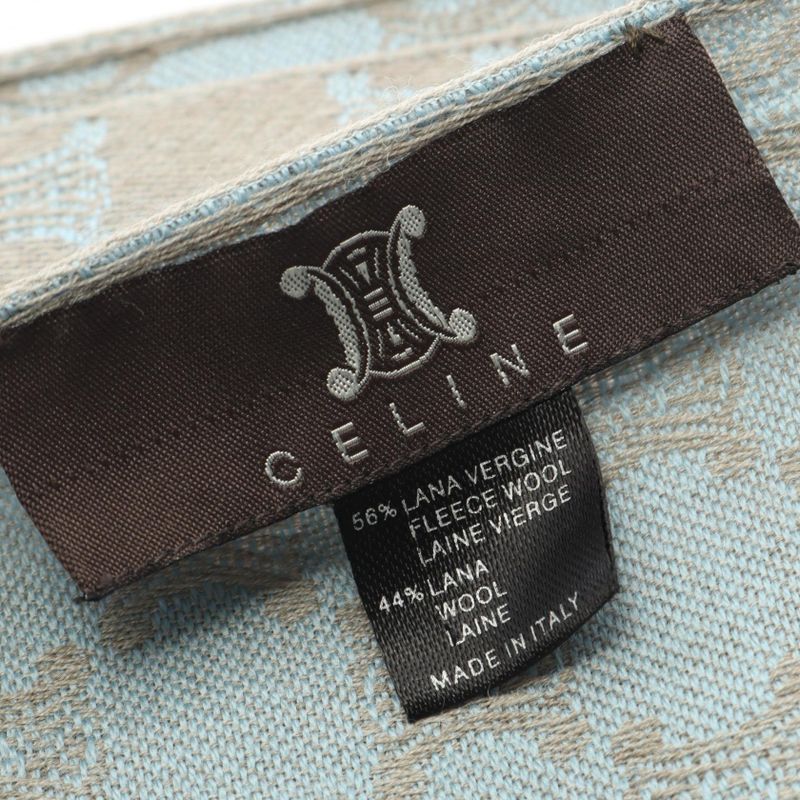 CELINE
56% LANA VERGINE
FLEECE WOOL
LAINE VIERGE
44% LANA
WOOL
LAINE
MADE IN ITALY